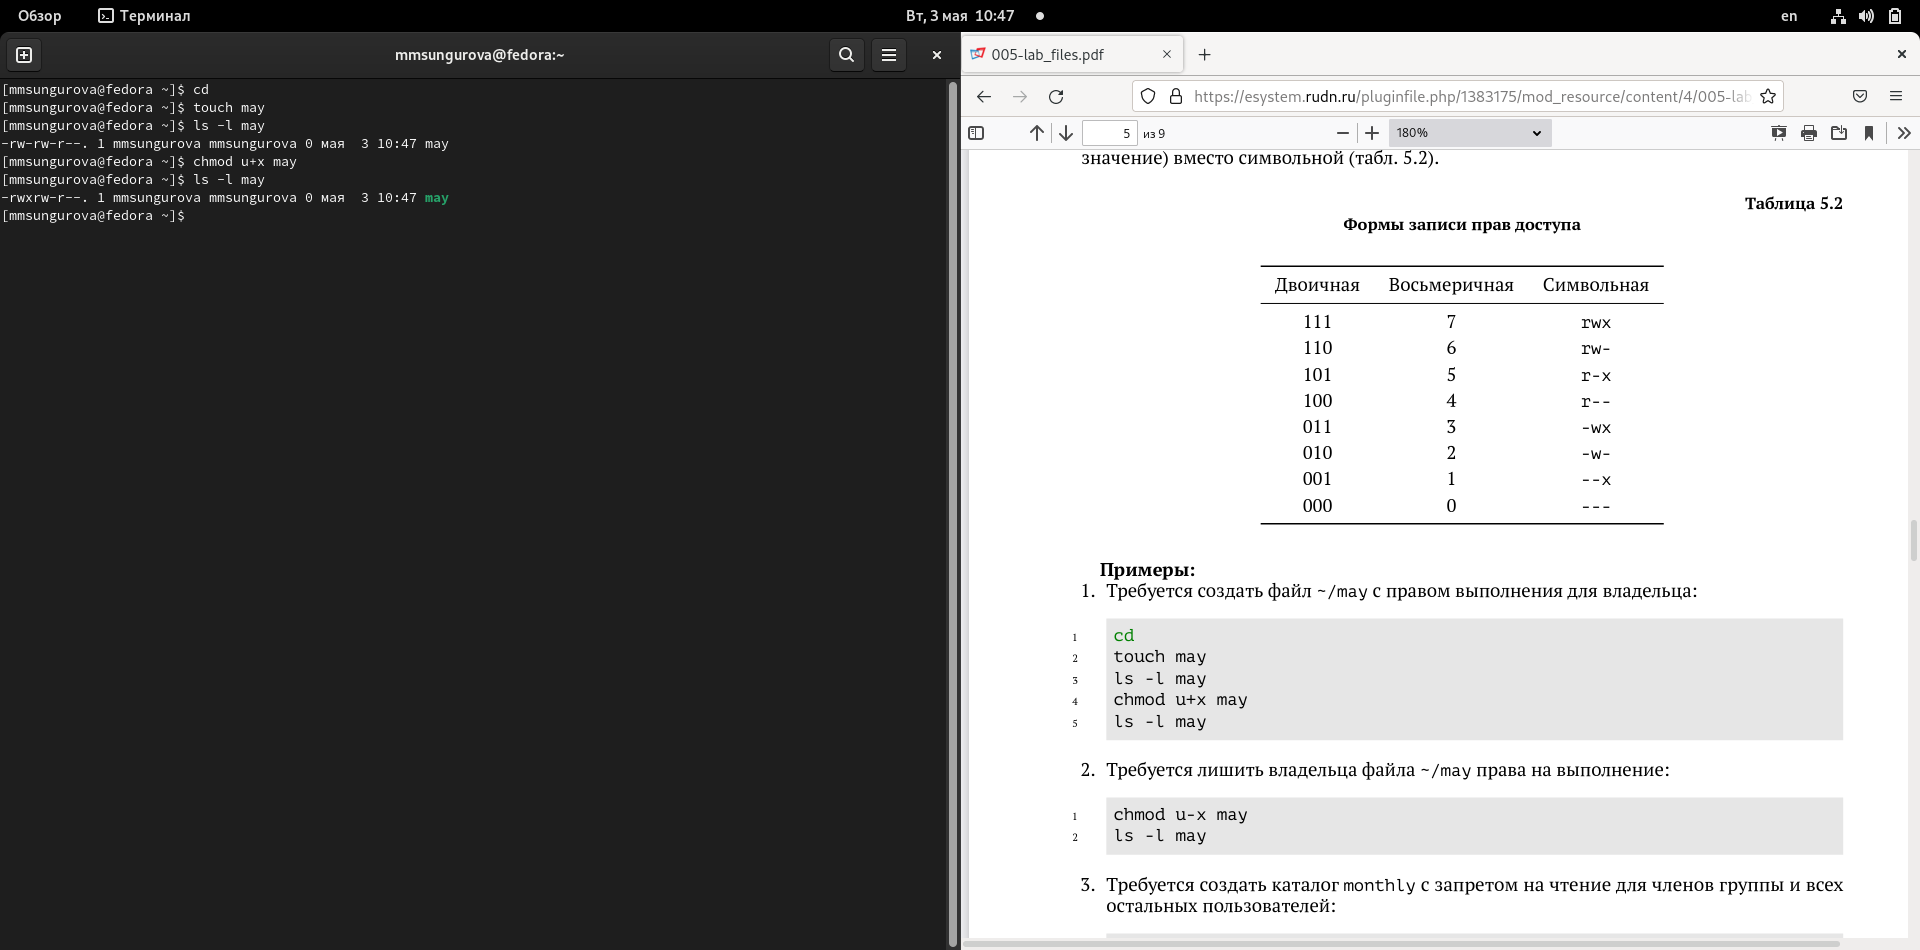 Обзор
Терминал
Вт, 3 мая 10:47
en
mmsungurova@fedora:~
[mmsungurova@fedora ~]$ cd
[mmsungurova@fedora ~]$ touch may
[mmsungurova@fedora ~]$ ls -l may
-rw-rw-r--. 1 mmsungurova mmsungurova 0 мая  3 10:47 may
[mmsungurova@fedora ~]$ chmod u+x may
[mmsungurova@fedora ~]$ ls -l may
-rwxrw-r--. 1 mmsungurova mmsungurova 0 мая  3 10:47 may
[mmsungurova@fedora ~]$
005-lab_files.pdf
https://esystem.rudn.ru/pluginfile.php/1383175/mod_resource/content/4/005-lab
5 из 9
180%
значение) вместо символьной (табл. 5.2).
Таблица 5.2
Формы записи прав доступа
Двоичная Восьмеричная Символьная
111 7 rwx
110 6 rw-
101 5 r-x
100 4 r--
011 3 -wx
010 2 -w-
001 1 --x
000 0 ---
Примеры:
1. Требуется создать файл ~/may с правом выполнения для владельца:
1 cd
2 touch may
3 ls -l may
4 chmod u+x may
5 ls -l may
2. Требуется лишить владельца файла ~/may права на выполнение:
1 chmod u-x may
2 ls -l may
3. Требуется создать каталог monthly с запретом на чтение для членов группы и всех
остальных пользователей: